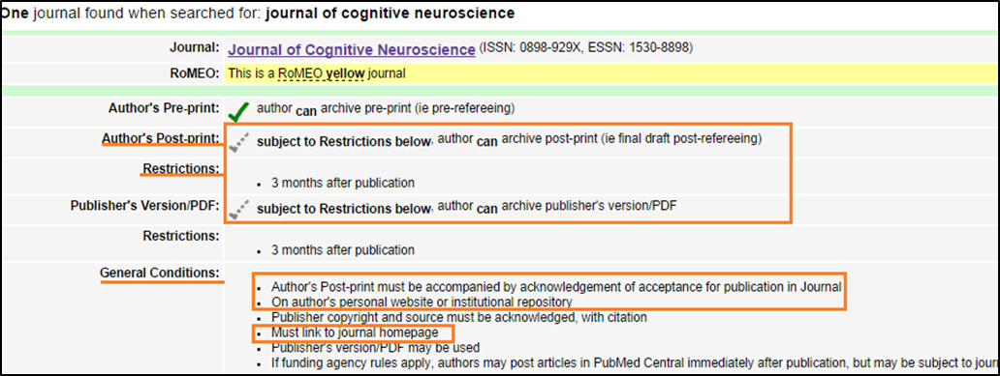 One journal found when searched for: journal of cognitive neuroscience
Journal: Journal of Cognitive Neuroscience (ISSN: 0898-929X, ESSN: 1530-8898)
RoMEO: This is a RoMEO yellow journal
Author's Pre-print: author can archive pre-print (ie pre-refereeing)
Author's Post-print: subject to Restrictions below, author can archive post-print (ie final draft post-refereeing)
Restrictions:
• 3 months after publication
Publisher's Version/PDF: subject to Restrictions below, author can archive publisher's version/PDF
Restrictions:
• 3 months after publication
General Conditions:
• Author's Post-print must be accompanied by acknowledgement of acceptance for publication in Journal
• On author's personal website or institutional repository
• Publisher copyright and source must be acknowledged, with citation
• Must link to journal homepage
• Publisher's version/PDF may be used
• If funding agency rules apply, authors may post articles in PubMed Central immediately after publication, but may be subject to